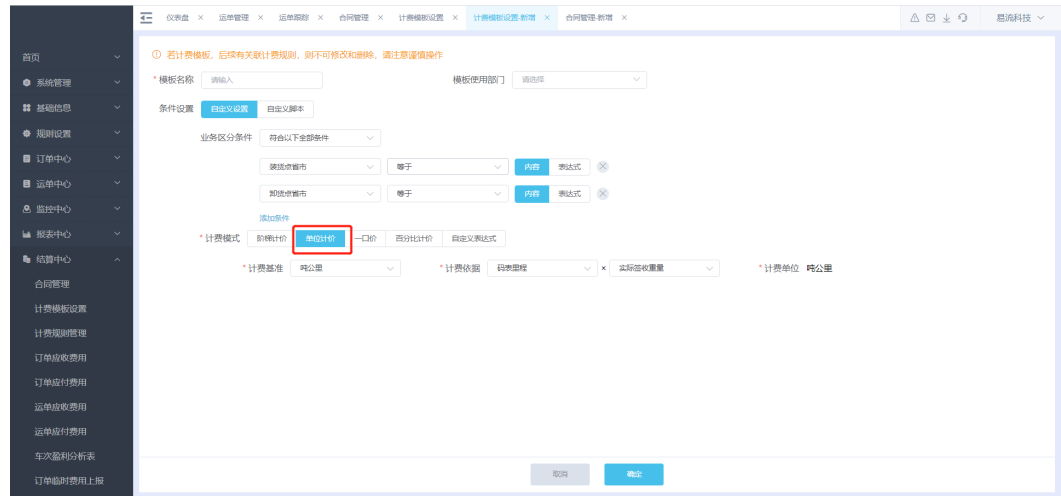 仪表盘 × 运单管理 × 运单跟踪 × 合同管理 × 计费模板设置 × 计费模板设置-新增 × 合同管理-新增 × 易流科技
首页
系统管理
基础信息
规则设置
订单中心
运单中心
监控中心
报表中心
结算中心
合同管理
计费模板设置
计费规则管理
订单应收费用
订单应付费用
运单应收费用
运单应付费用
车次盈利分析表
订单临时费用上报
若计费模板，后续有关联计费规则，则不可修改和删除，请注意谨慎操作
* 模板名称 请输入 模板使用部门 请选择
条件设置 自定义设置 自定义脚本
业务区分条件 符合以下全部条件
装货点省市 等于 内容 表达式
卸货点省市 等于 内容 表达式
添加条件
* 计费模式 阶梯计价 单位计价 一口价 百分比计价 自定义表达式
* 计费基准 吨公里 * 计费依据 码表里程 × 实际签收重量 * 计费单位 吨公里
取消 确定